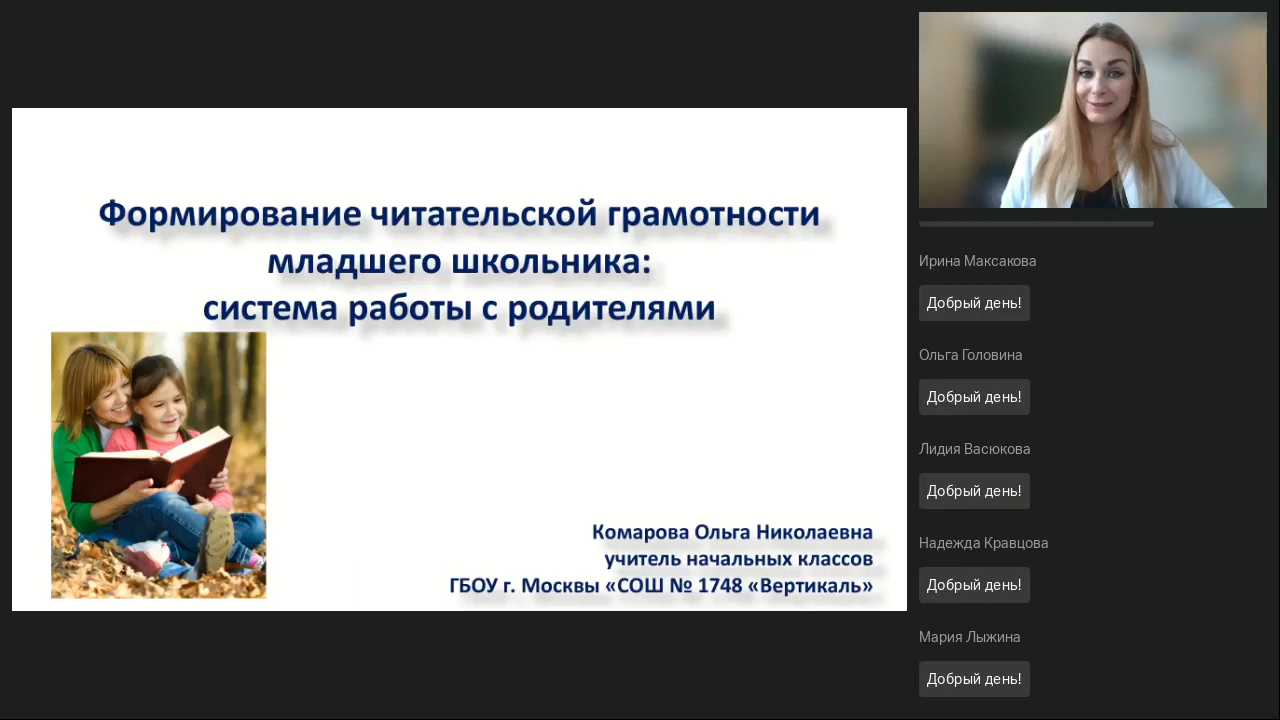 Формирование читательской грамотности
младшего школьника:
система работы с родителями
Комарова Ольга Николаевна
учитель начальных классов
ГБОУ г. Москвы «СОШ № 1748 «Вертикаль»
Ирина Максакова
Добрый день!
Ольга Головина
Добрый день!
Лидия Васюкова
Добрый день!
Надежда Кравцова
Добрый день!
Мария Лыжина
Добрый день!